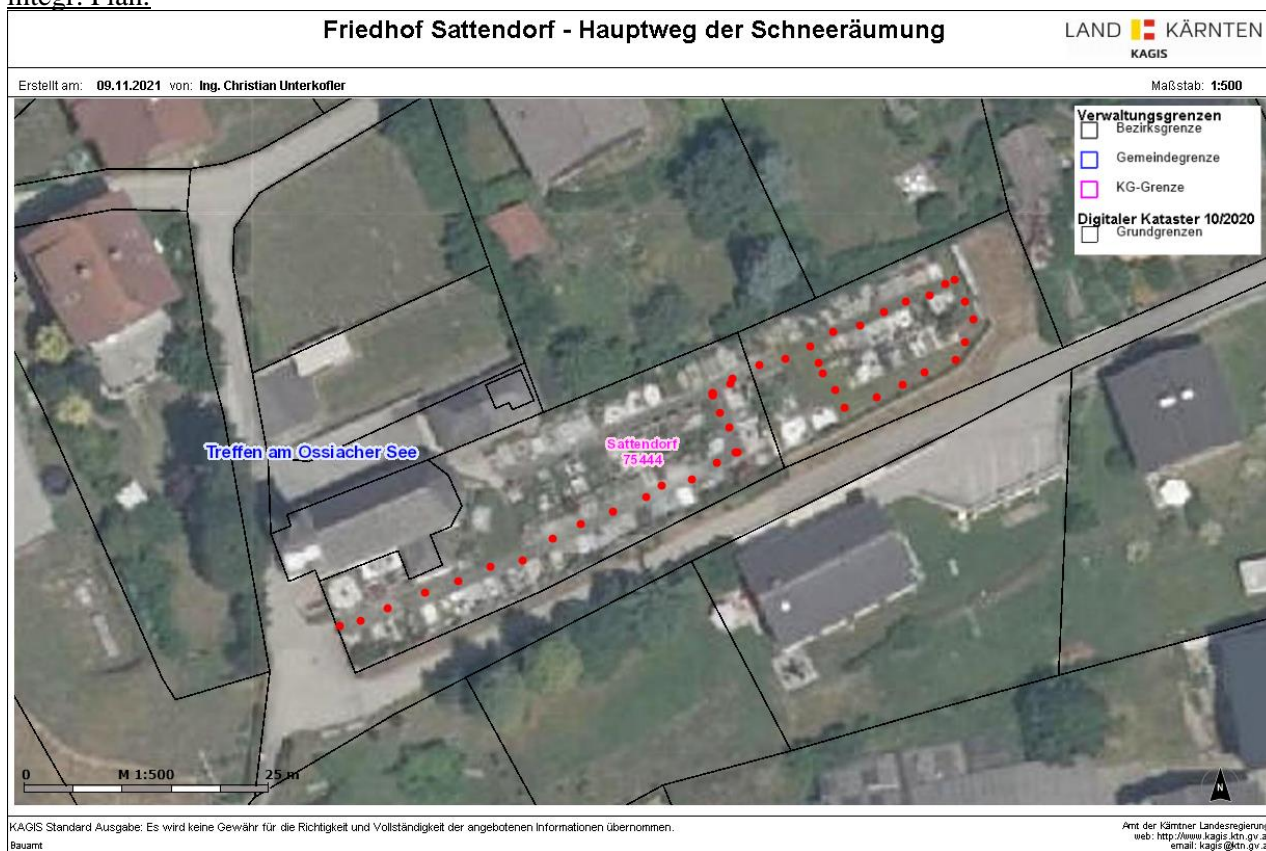 integr. Plan:
Friedhof Sattendorf - Hauptweg der Schneeräumung
LAND KÄRNTEN
KAGIS
Erstellt am: 09.11.2021 von: Ing. Christian Unterkofler
Maßstab: 1:500
Verwaltungsgrenzen
Bezirksgrenze
Gemeindegrenze
KG-Grenze
Digitaler Kataster 10/2020
Grundgrenzen
Treffen am Ossiacher See
Sattendorf
75444
0 M 1:500 25 m
N
KAGIS Standard Ausgabe: Es wird keine Gewähr für die Richtigkeit und Vollständigkeit der angebotenen Informationen übernommen.
Bauamt
Amt der Kärntner Landesregierung
web: http://www.kagis.ktn.gv.a
email: kagis@ktn.gv.a